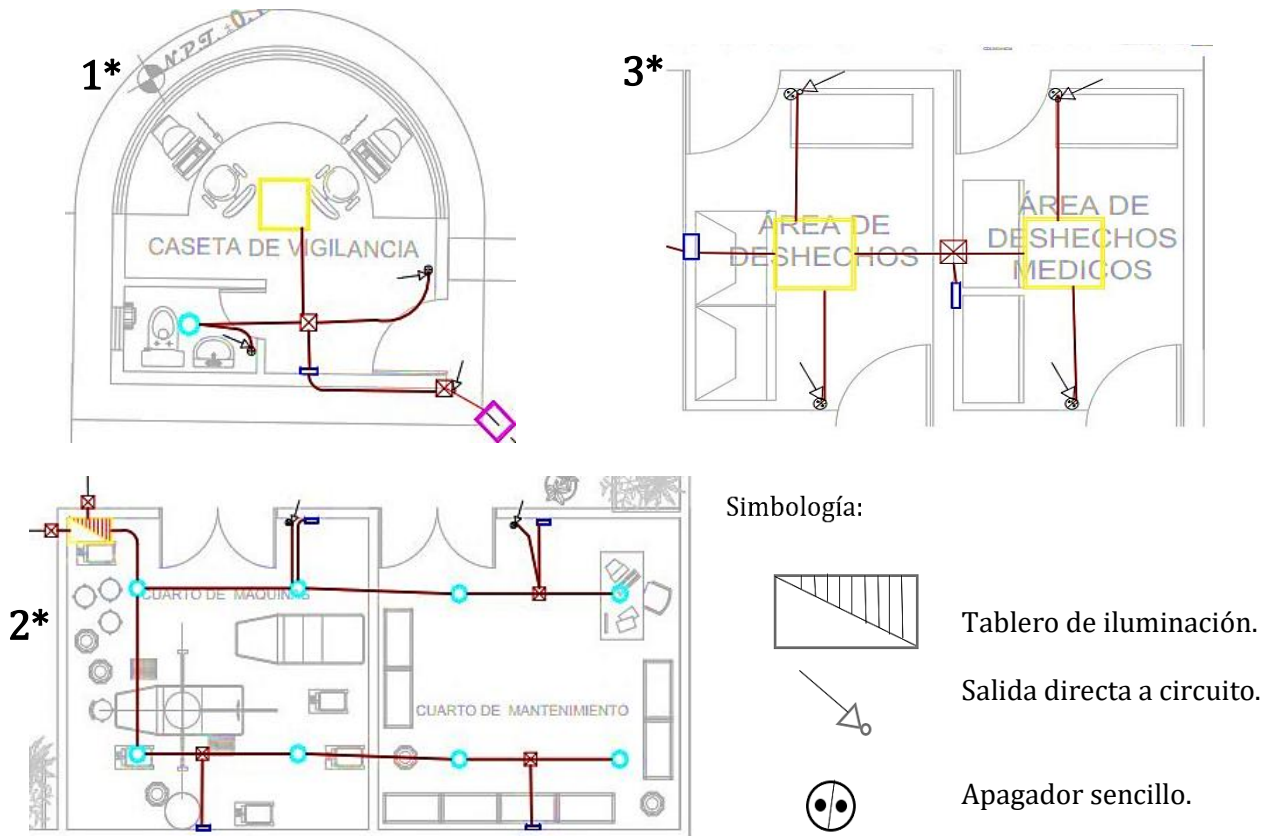 1*
N.P.T. ±0.
CASETA DE VIGILANCIA
3*
ÁREA DE
DESHECHOS
ÁREA DE
DESHECHOS
MEDICOS
2*
CUARTO DE MAQUINAS
CUARTO DE MANTENIMIENTO
Simbología:
Tablero de iluminación.
Salida directa a circuito.
Apagador sencillo.